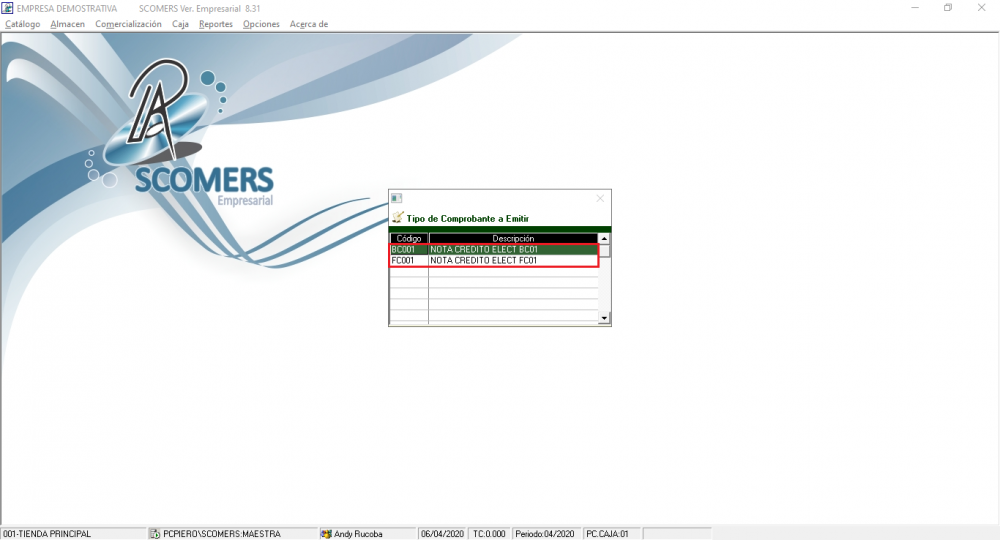 EMPRESA DEMOSTRATIVA SCOMERS Ver. Empresarial 8.31
Catálogo Almacen Comercialización Caja Reportes Opciones Acerca de
SCOMERS
Empresarial
Tipo de Comprobante a Emitir
Código Descripción
BC001 NOTA CREDITO ELECT BC01
FC001 NOTA CREDITO ELECT FC01
001-TIENDA PRINCIPAL PCPIERO\SCOMERS:MAESTRA Andy Rucoba 06/04/2020 TC:0.000 Periodo:04/2020 PC.CAJA:01